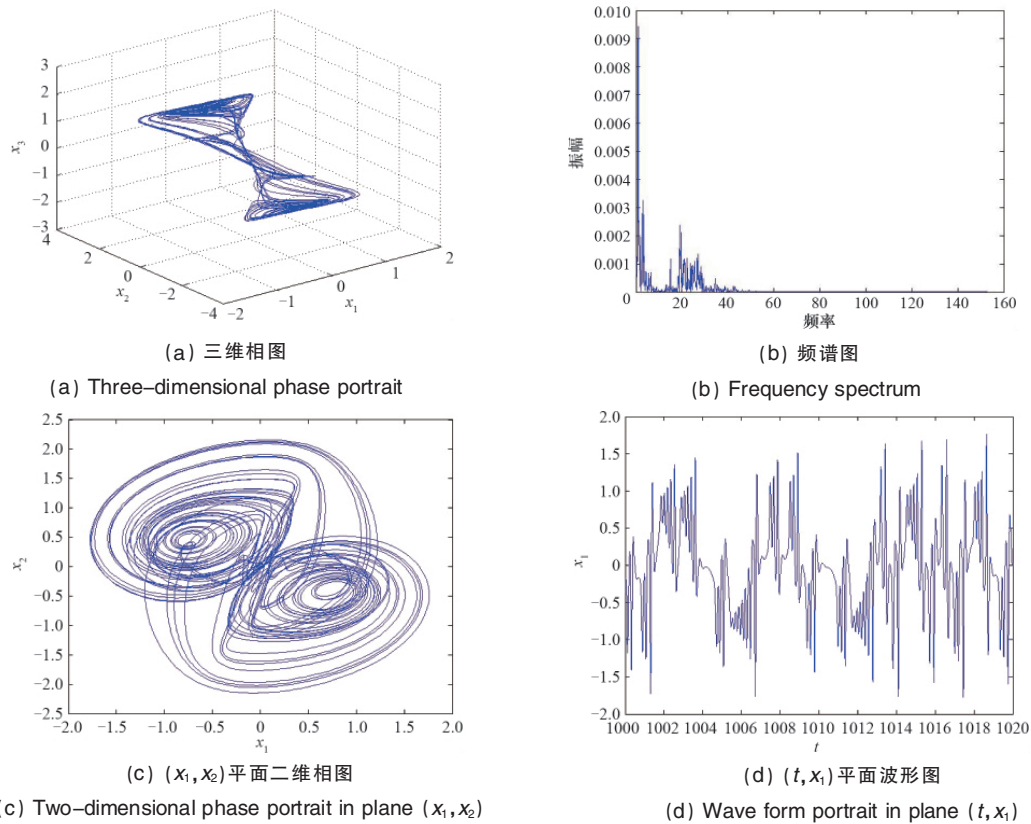 3
2
1
0
−1
−2
−3
x₃
4
2
0
−2
−4
x₂
−2
−1
0
1
2
x₁
(a) 三维相图
(a) Three–dimensional phase portrait
0.010
0.009
0.008
0.007
0.006
0.005
0.004
0.003
0.002
0.001
0
振幅
20 40 60 80 100 120 140 160
频率
(b) 频谱图
(b) Frequency spectrum
2.5
2.0
1.5
1.0
0.5
0
−0.5
−1.0
−1.5
−2.0
−2.5
x₂
−2.0 −1.5 −1.0 −0.5 0 0.5 1.0 1.5 2.0
x₁
(c) (x₁,x₂)平面二维相图
(c) Two–dimensional phase portrait in plane (x₁,x₂)
2.0
1.5
1.0
0.5
0
−0.5
−1.0
−1.5
2.0
x₁
1000 1002 1004 1006 1008 1010 1012 1014 1016 1018 1020
t
(d) (t,x₁)平面波形图
(d) Wave form portrait in plane (t,x₁)